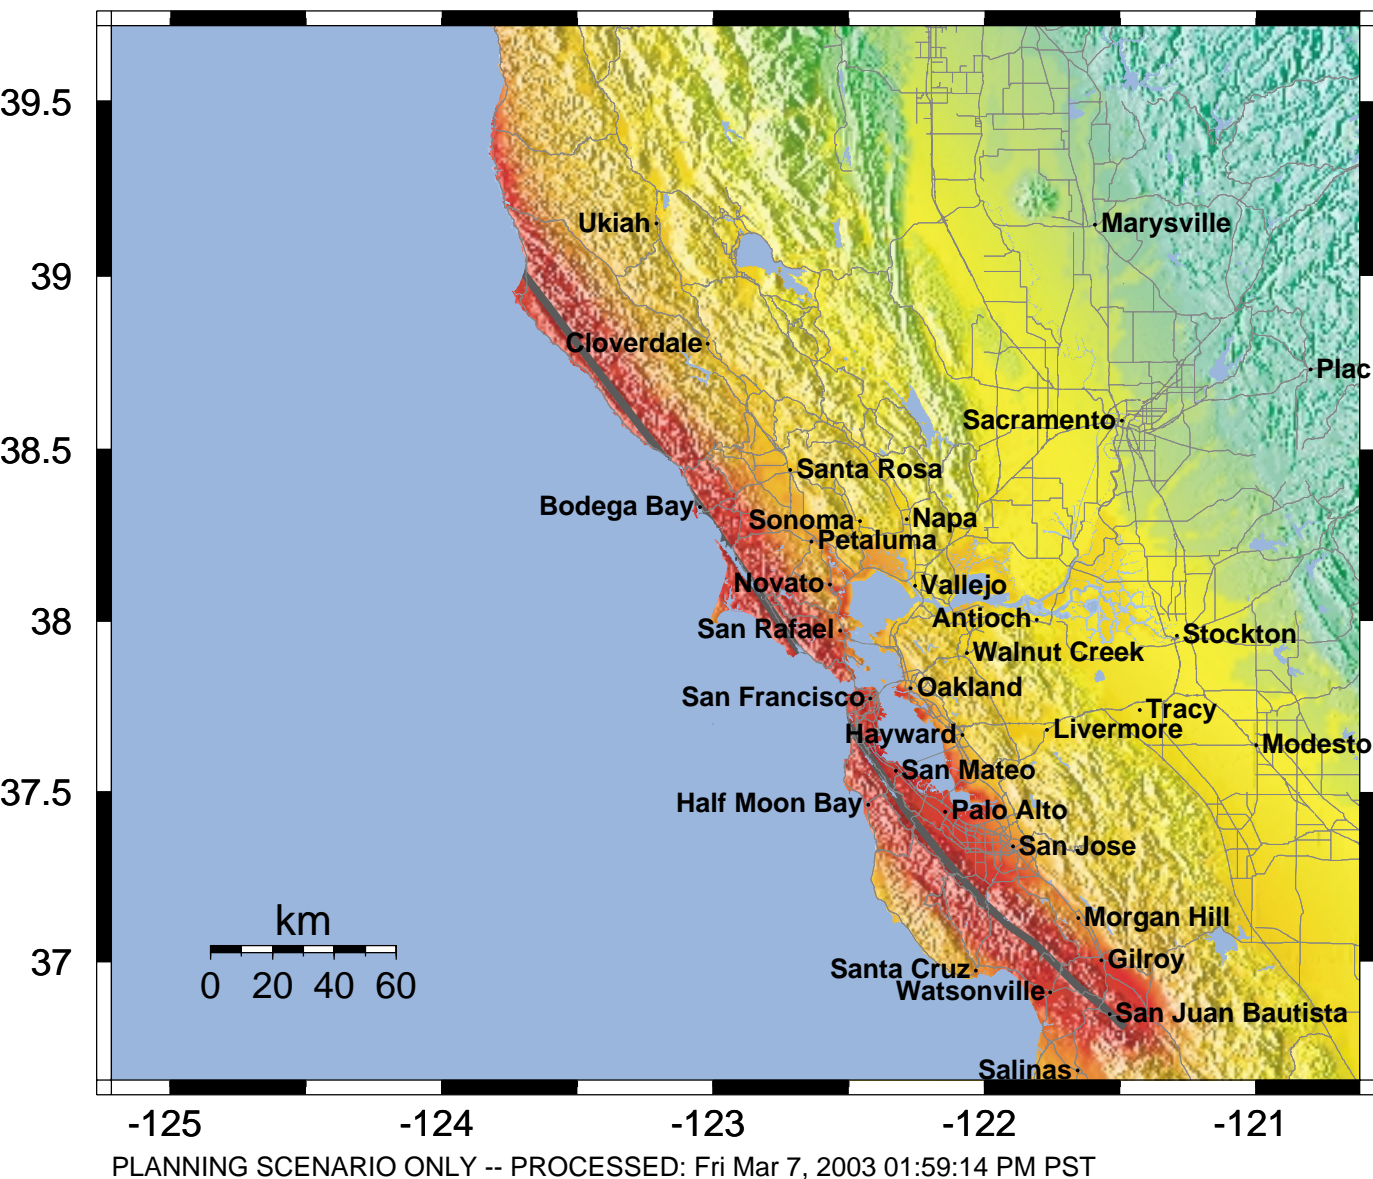 39.5
Ukiah
Marysville
39
Cloverdale
Plac
Sacramento
38.5
Santa Rosa
Bodega Bay
Sonoma
Napa
Petaluma
Novato
Vallejo
Antioch
38
San Rafael
Stockton
Walnut Creek
San Francisco
Oakland
Tracy
Hayward
Livermore
Modesto
San Mateo
37.5
Half Moon Bay
Palo Alto
San Jose
km
Morgan Hill
37
Gilroy
Santa Cruz
0 20 40 60
Watsonville
San Juan Bautista
Salinas
-125 -124 -123 -122 -121
PLANNING SCENARIO ONLY -- PROCESSED: Fri Mar 7, 2003 01:59:14 PM PST